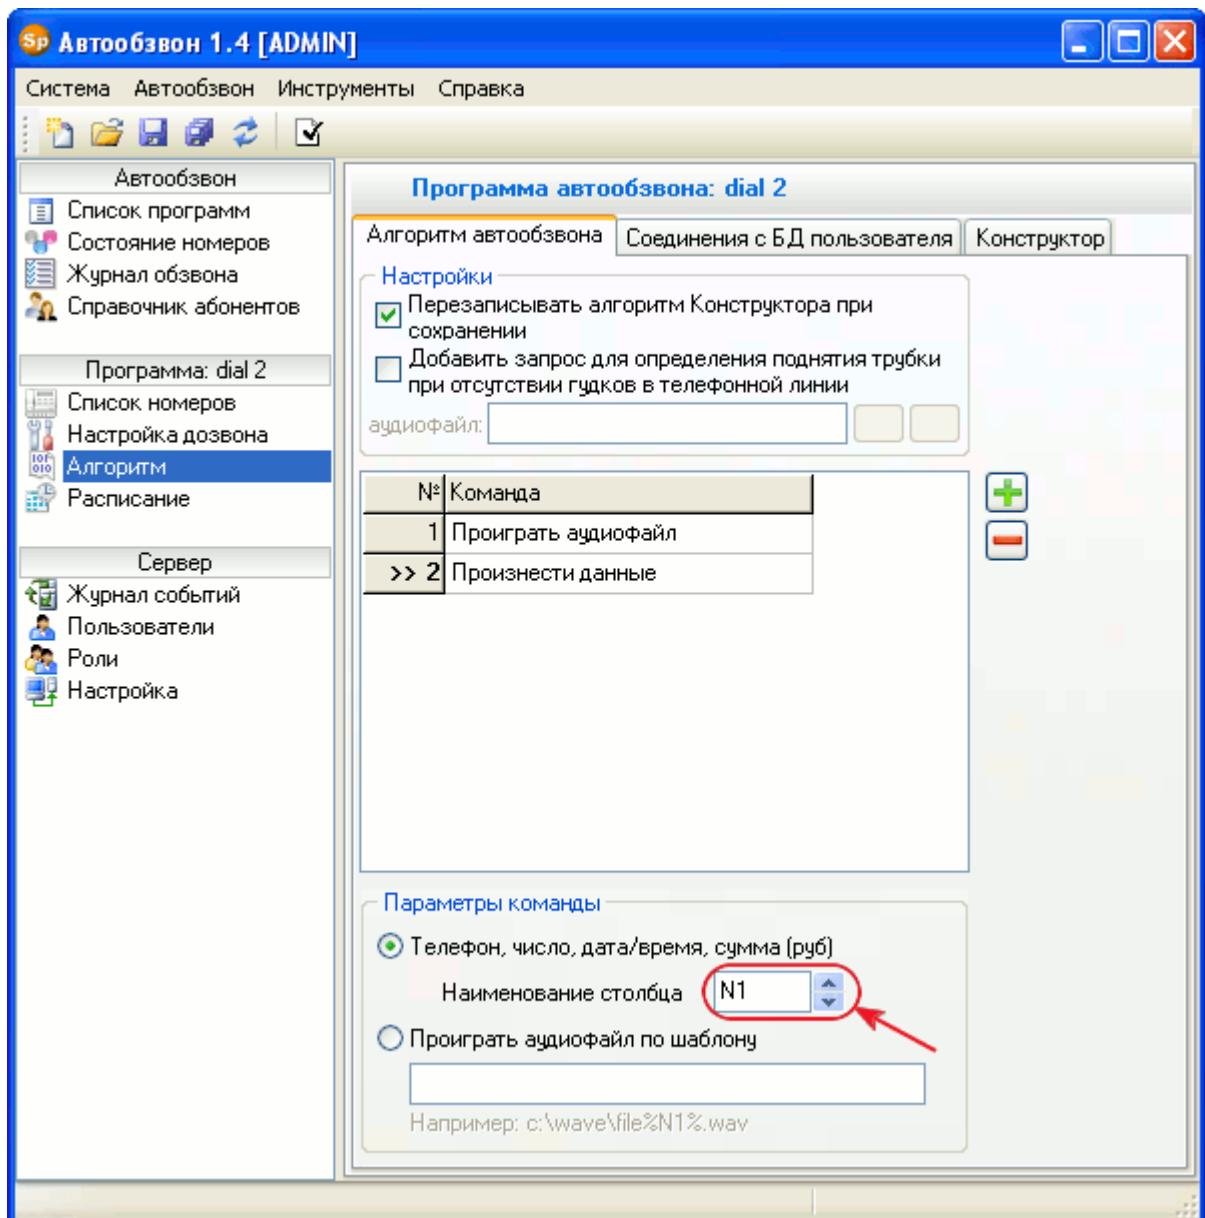 Sp Автообзвон 1.4 [ADMIN]
Система Автообзвон Инструменты Справка
Автообзвон
Список программ
Состояние номеров
Журнал обзвона
Справочник абонентов
Программа: dial 2
Список номеров
Настройка дозвона
Алгоритм
Расписание
Сервер
Журнал событий
Пользователи
Роли
Настройка
Программа автообзвона: dial 2
Алгоритм автообзвона Соединения с БД пользователя Конструктор
Настройки
Перезаписывать алгоритм Конструктора при
сохранении
Добавить запрос для определения поднятия трубки
при отсутствии гудков в телефонной линии
аудиофайл:
№ Команда
1 Проиграть аудиофайл
>> 2 Произнести данные
Параметры команды
Телефон, число, дата/время, сумма (руб)
Наименование столбца N1
Проиграть аудиофайл по шаблону
Например: c:\wave\file%N1%.wav